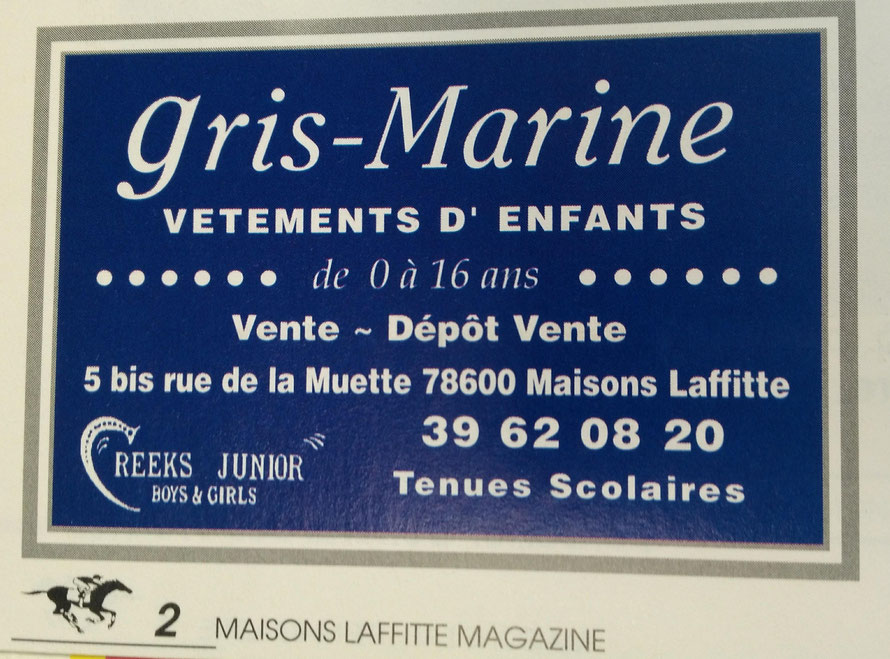 gris-Marine
VETEMENTS D' ENFANTS
de 0 à 16 ans
Vente ~ Dépôt Vente
5 bis rue de la Muette 78600 Maisons Laffitte
39 62 08 20
CREEKS JUNIOR
BOYS & GIRLS
Tenues Scolaires
2 MAISONS LAFFITTE MAGAZINE